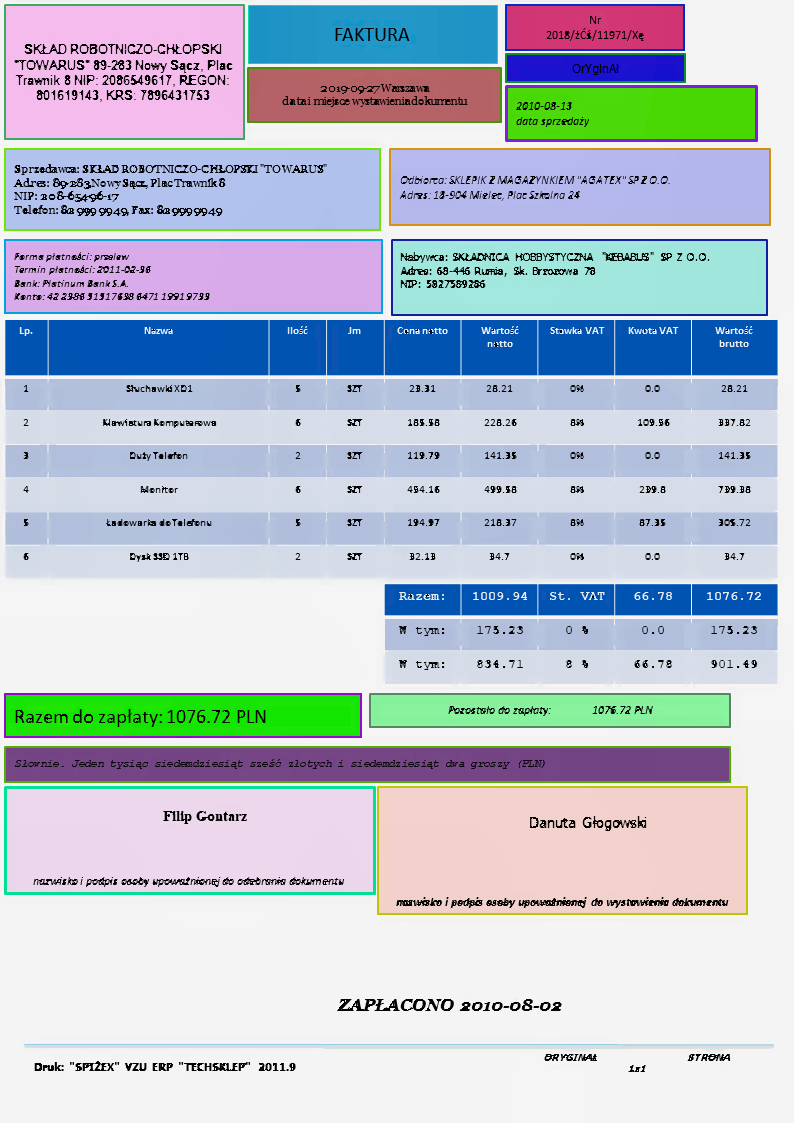 SKŁAD ROBOTNICZO-CHŁOPSKI
"TOWARUS" 89-283 Nowy Sącz, Plac
Trawnik 8 NIP: 2086549617, REGON:
801619143, KRS: 7896431753
FAKTURA
2019-09-27 Warszawa
data i miejsce wystawienia dokumentu
Nr
2018/żĆś/11971/Xę
OrYgInAl
2010-08-13
data sprzedaży
Sprzedawca: SKŁAD ROBOTNICZO-CHŁOPSKI "TOWARUS"
Adres: 89-283 Nowy Sącz, Plac Trawnik 8
NIP: 208-654-96-17
Telefon: 82 999 99 49, Fax: 82 999 99 49
Odbiorca: SKLEPIK Z MAGAZYNKIEM "AGATEX" SP Z O.O.
Adres: 18-904 Mielec, Plac Szkolna 24
Forma płatności: przelew
Termin płatności: 2011-02-36
Bank: Platinum Bank S.A.
Konto: 42 2386 3151 7638 6471 1991 9733
Nabywca: SKŁADNICA HOBBYSTYCZNA "KEBABUS" SP Z O.O.
Adres: 68-446 Rumia, Sk. Brzozowa 78
NIP: 5827589286
Lp. Nazwa Ilość Jm Cena netto Wartość netto Stawka VAT Kwota VAT Wartość brutto
1 Słuchawki XD1 5 SZT 23.31 28.21 0% 0.0 28.21
2 Klawiatura Komputerowa 6 SZT 185.58 228.26 8% 109.56 337.82
3 Duży Telefon 2 SZT 119.79 141.35 0% 0.0 141.35
4 Monitor 6 SZT 454.16 499.58 8% 239.8 739.38
5 Ładowarka do Telefonu 5 SZT 194.97 218.37 8% 87.35 305.72
6 Dysk SSD 1TB 2 SZT 32.13 34.7 0% 0.0 34.7
Razem: 1009.94 St. VAT 66.78 1076.72
W tym: 175.23 0 % 0.0 175.23
W tym: 834.71 8 % 66.78 901.49
Razem do zapłaty: 1076.72 PLN
Pozostało do zapłaty: 1076.72 PLN
Słownie. Jeden tysiąc siedemdziesiąt sześć złotych i siedemdziesiąt dwa groszy (PLN)
Filip Gontarz
nazwisko i podpis osoby upoważnionej do odebrania dokumentu
Danuta Głogowski
nazwisko i podpis osoby upoważnionej do wystawienia dokumentu
ZAPŁACONO 2010-08-02
Druk: "SPIŻEX" VZU ERP "TECHSKLEP" 2011.9
ORYGINAŁ STRONA
1z1